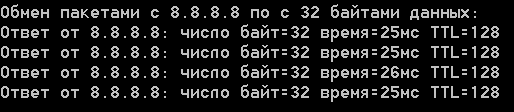 Обмен пакетами с 8.8.8.8 по с 32 байтами данных:
Ответ от 8.8.8.8: число байт=32 время=25мс TTL=128
Ответ от 8.8.8.8: число байт=32 время=25мс TTL=128
Ответ от 8.8.8.8: число байт=32 время=26мс TTL=128
Ответ от 8.8.8.8: число байт=32 время=25мс TTL=128